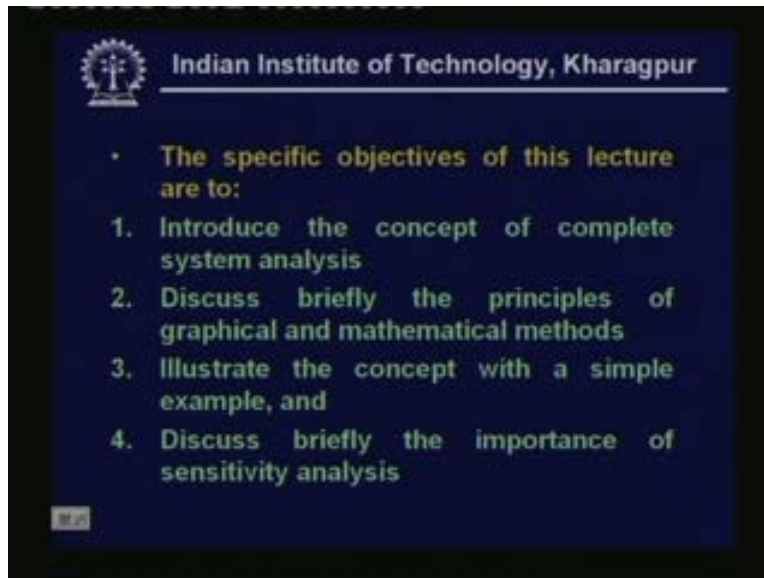 Indian Institute of Technology, Kharagpur
• The specific objectives of this lecture
are to:
1. Introduce the concept of complete
system analysis
2. Discuss briefly the principles of
graphical and mathematical methods
3. Illustrate the concept with a simple
example, and
4. Discuss briefly the importance of
sensitivity analysis